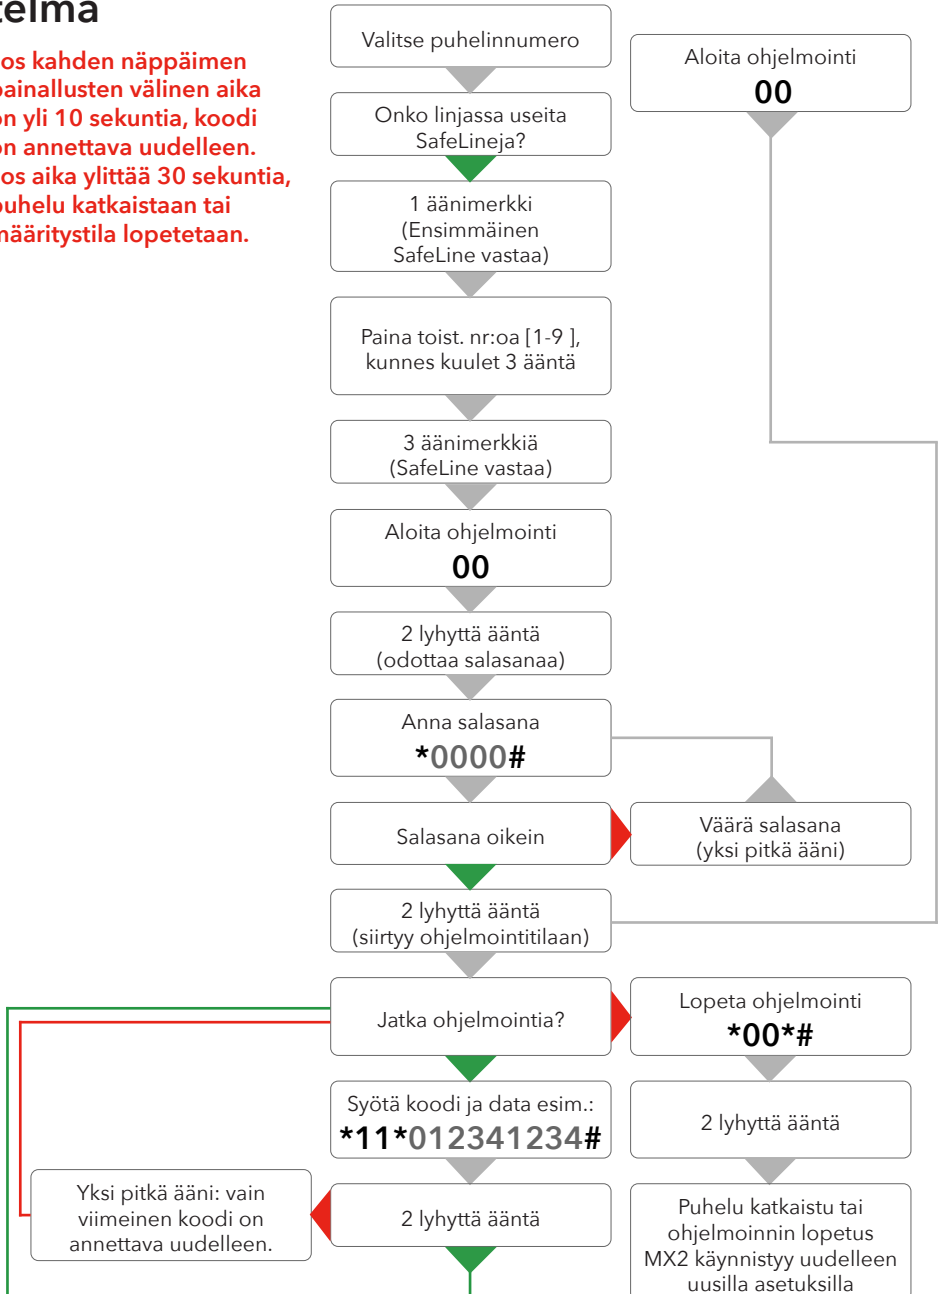 telmä
os kahden näppäimen
painallusten välinen aika
on yli 10 sekuntia, koodi
on annettava uudelleen.
os aika ylittää 30 sekuntia,
puhelu katkaistaan tai
määritystila lopetetaan.
Valitse puhelinnumero
Onko linjassa useita
SafeLineja?
1 äänimerkki
(Ensimmäinen
SafeLine vastaa)
Paina toist. nr:oa [1-9 ],
kunnes kuulet 3 ääntä
3 äänimerkkiä
(SafeLine vastaa)
Aloita ohjelmointi
00
2 lyhyttä ääntä
(odottaa salasanaa)
Anna salasana
*0000#
Salasana oikein
Väärä salasana
(yksi pitkä ääni)
2 lyhyttä ääntä
(siirtyy ohjelmointitilaan)
Aloita ohjelmointi
00
Jatka ohjelmointia?
Lopeta ohjelmointi
*00*#
2 lyhyttä ääntä
Puhelu katkaistu tai
ohjelmoinnin lopetus
MX2 käynnistyy uudelleen
uusilla asetuksilla
Syötä koodi ja data esim.:
*11*012341234#
2 lyhyttä ääntä
Yksi pitkä ääni: vain
viimeinen koodi on
annettava uudelleen.